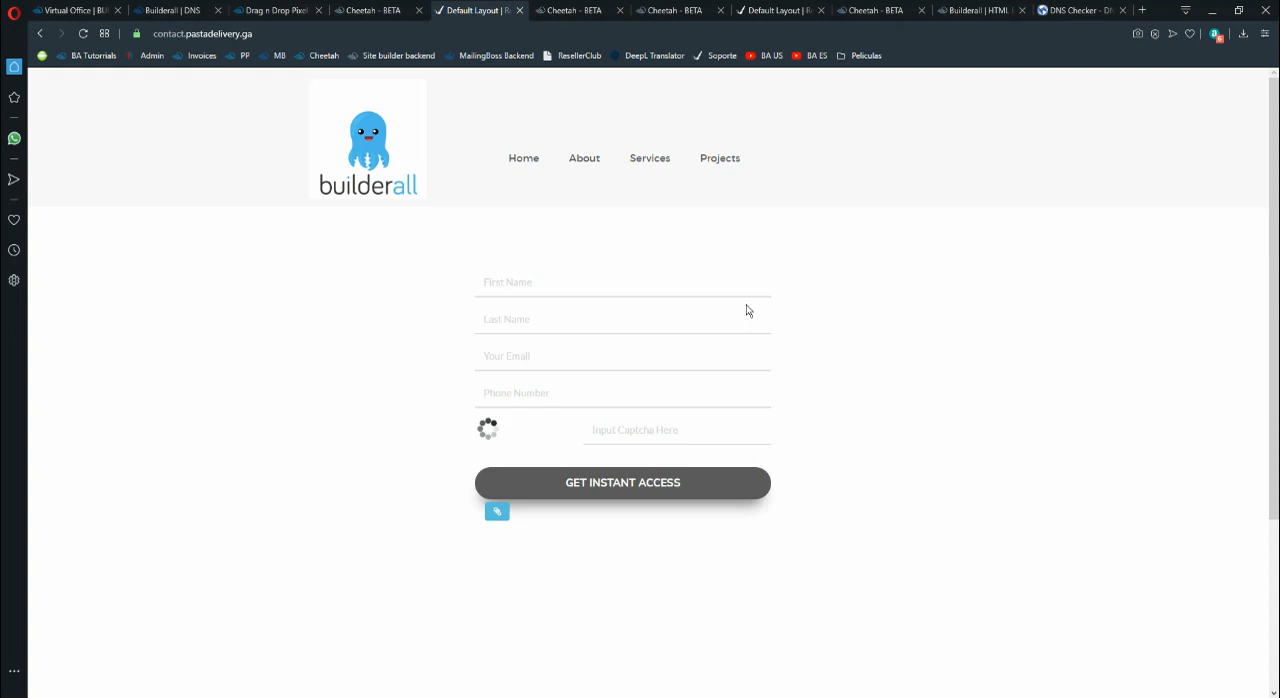 Virtual Office | BU
Builderall | DNS
Drag n Drop Pixel
Cheetah - BETA
Default Layout | R
Cheetah - BETA
Cheetah - BETA
Default Layout | R
Cheetah - BETA
Builderall | HTML
DNS Checker - D
contact.pastadelivery.ga
BA Tutorrials
Admin
Invoices
PP
MB
Cheetah
Site builder backend
MailingBoss Backend
ResellerClub
DeepL Translator
Soporte
BA US
BA ES
Peliculas
builderall
Home
About
Services
Projects
First Name
Last Name
Your Email
Phone Number
Input Captcha Here
GET INSTANT ACCESS